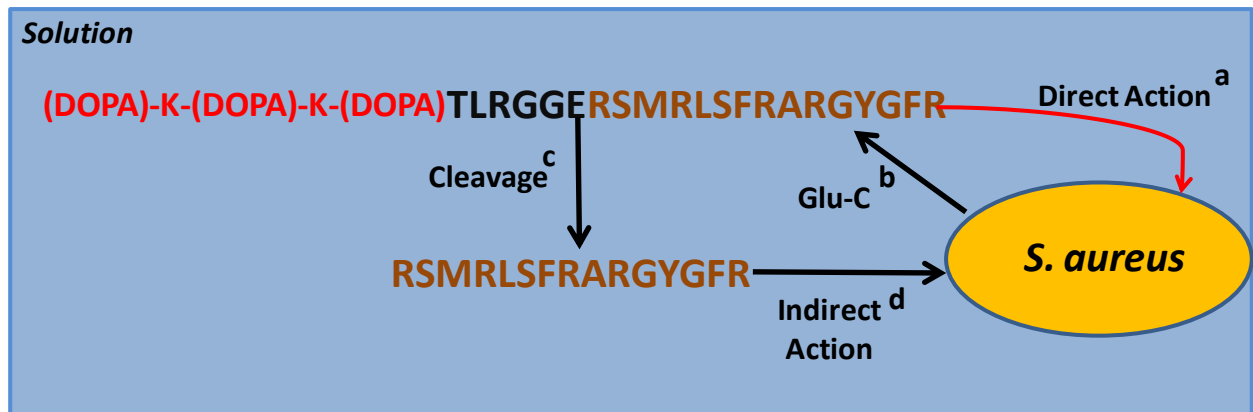 Solution
(DOPA)-K-(DOPA)-K-(DOPA)TLRGGERSMRLSFRARGYGFR
Direct Action a
Cleavage c
Glu-C b
S. aureus
RSMRLSFRARGYGFR
Indirect d
Action